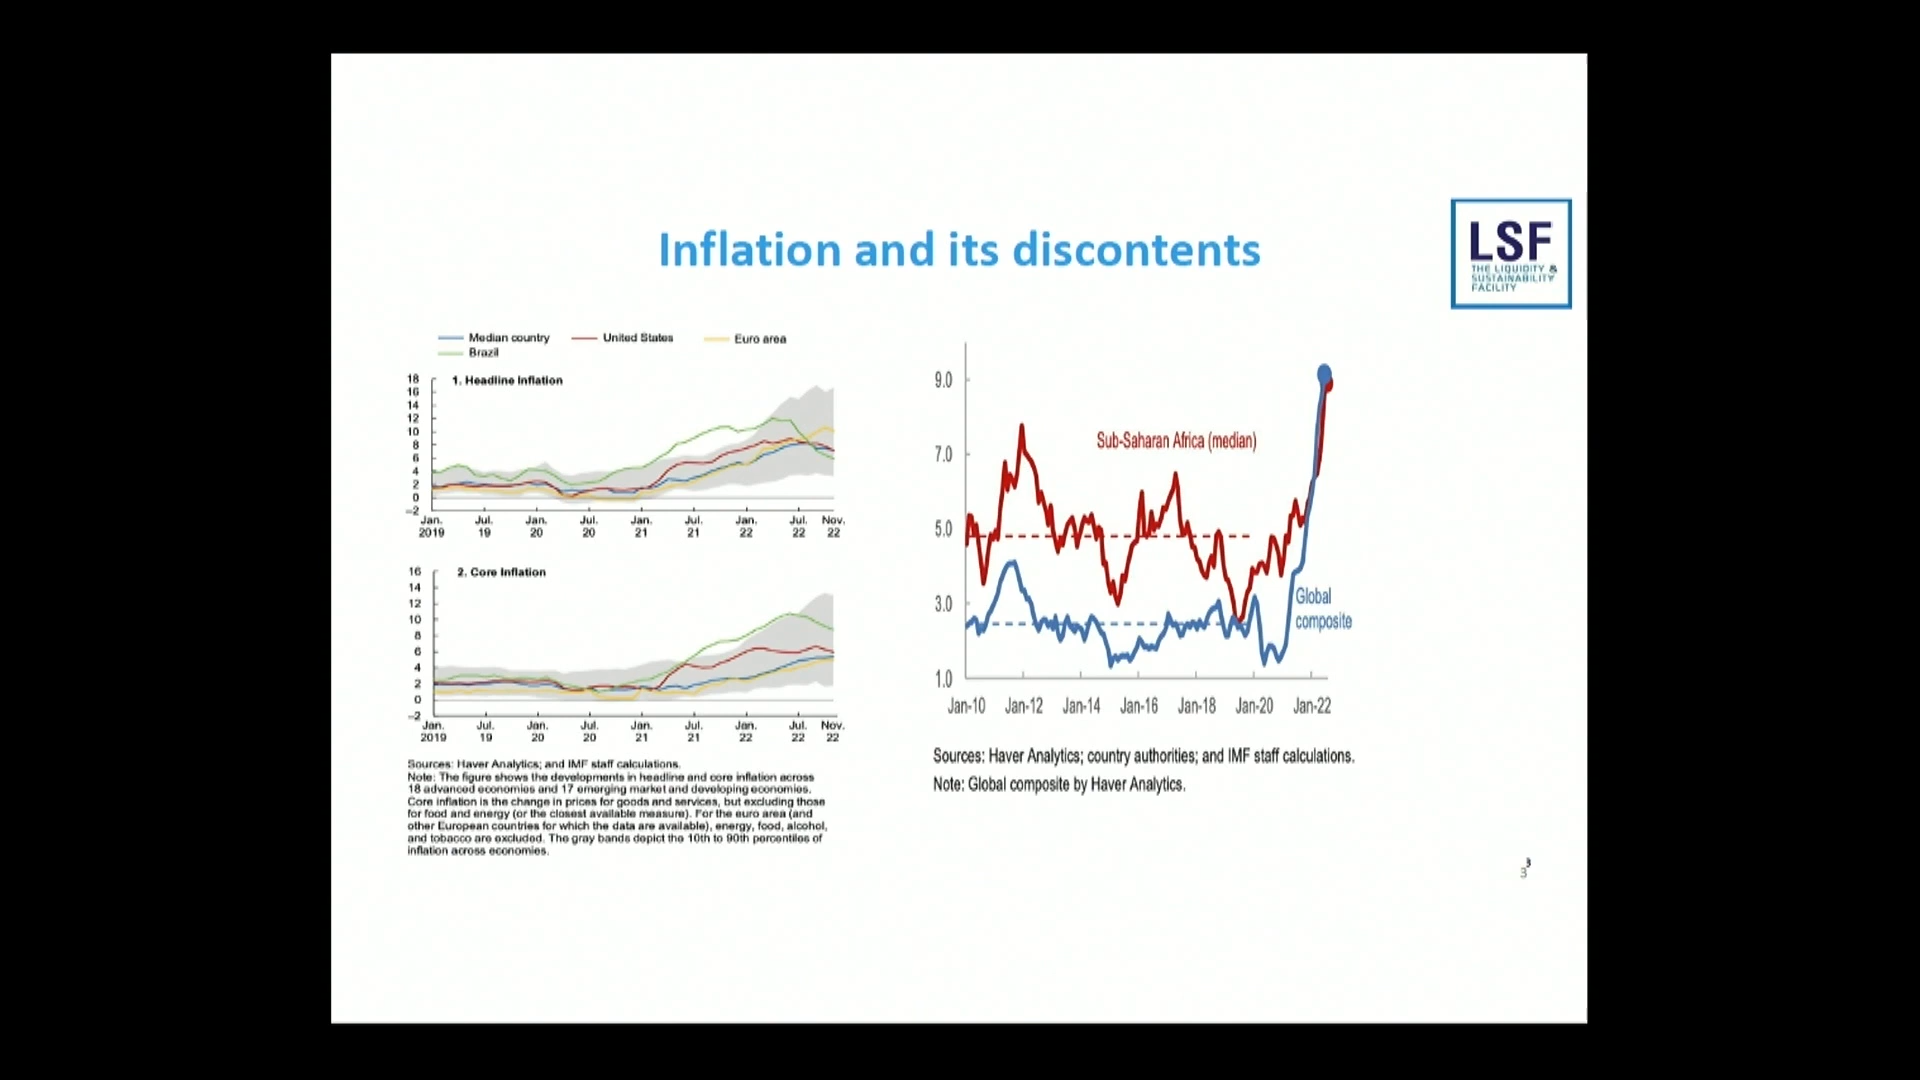 Inflation and its discontents
LSF
THE LIQUIDITY &
SUSTAINABILITY
FACILITY
Median country United States Euro area
Brazil
1. Headline Inflation
18
16
14
12
10
8
6
4
2
0
–2
Jan. Jul. Jan. Jul. Jan. Jul. Jan. Jul. Nov.
2019 19 20 20 21 21 22 22 22
2. Core Inflation
16
14
12
10
8
6
4
2
0
–2
Jan. Jul. Jan. Jul. Jan. Jul. Jan. Jul. Nov.
2019 19 20 20 21 21 22 22 22
Sources: Haver Analytics; and IMF staff calculations.
Note: The figure shows the developments in headline and core inflation across
18 advanced economies and 17 emerging market and developing economies.
Core inflation is the change in prices for goods and services, but excluding those
for food and energy (or the closest available measure). For the euro area (and
other European countries for which the data are available), energy, food, alcohol,
and tobacco are excluded. The gray bands depict the 10th to 90th percentiles of
inflation across economies.
9.0
7.0
5.0
3.0
1.0
Sub-Saharan Africa (median)
Global
composite
Jan-10 Jan-12 Jan-14 Jan-16 Jan-18 Jan-20 Jan-22
Sources: Haver Analytics; country authorities; and IMF staff calculations.
Note: Global composite by Haver Analytics.
3
3